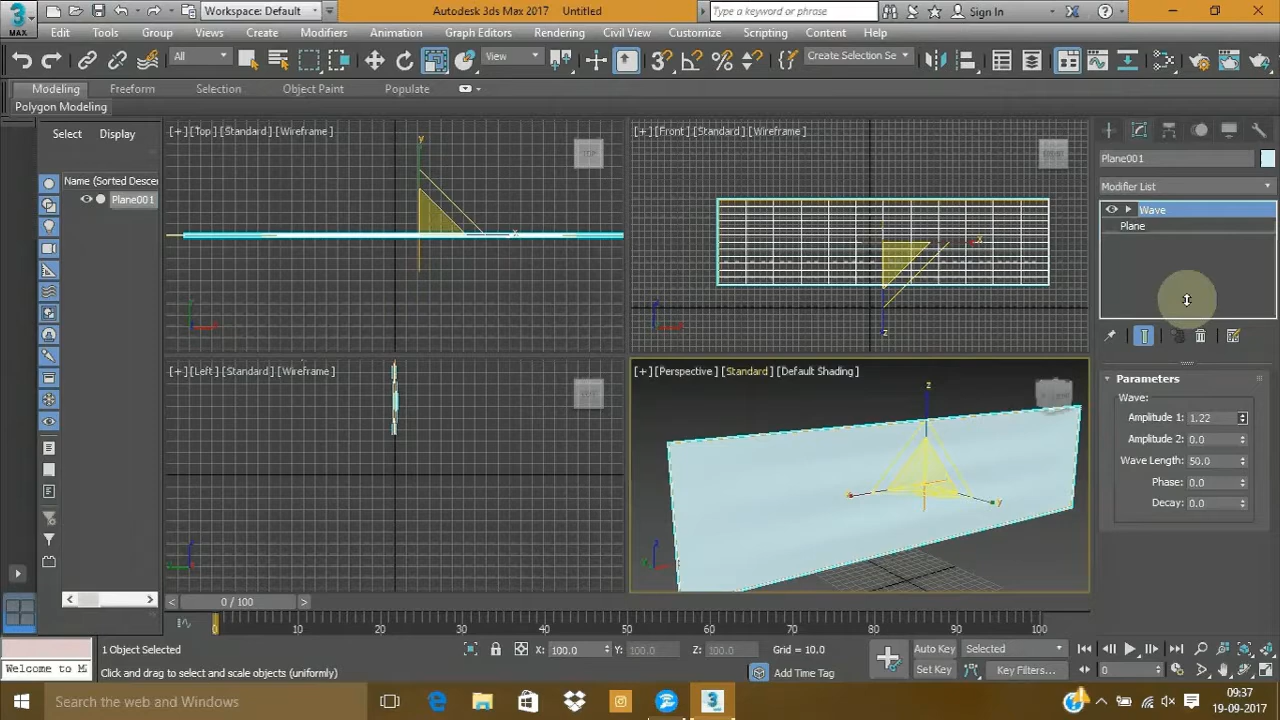 3
MAX
Workspace: Default
Autodesk 3ds Max 2017 Untitled
Type a keyword or phrase
Sign In
Edit Tools Group Views Create Modifiers Animation Graph Editors Rendering Civil View Customize Scripting Content Help
All
View
Create Selection Se
Modeling Freeform Selection Object Paint Populate
Polygon Modeling
Select Display
Name (Sorted Descen
Plane001
[+] [Top] [Standard] [Wireframe]
TOP
y
x
[+] [Front] [Standard] [Wireframe]
x
z
[+] [Left] [Standard] [Wireframe]
[+] [Perspective] [Standard] [Default Shading]
z
y
Plane001
Modifier List
Wave
Plane
Parameters
Wave:
Amplitude 1: 1.22
Amplitude 2: 0.0
Wave Length: 50.0
Phase: 0.0
Decay: 0.0
0 / 100
0 10 20 30 40 50 60 70 80 90 100
1 Object Selected
X: 100.0 Y: 100.0 Z: 100.0 Grid = 10.0
Auto Key Selected
Welcome to M
Click and drag to select and scale objects (uniformly)
Add Time Tag
Set Key Key Filters...
0
Search the web and Windows
09:37
19-09-2017